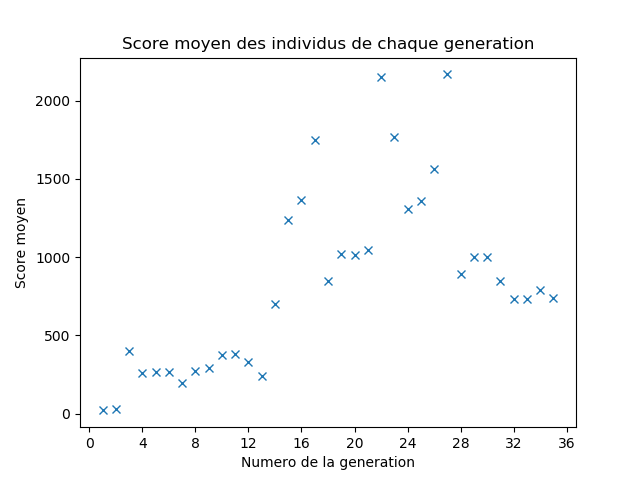 Score moyen des individus de chaque generation
2000
1500
1000
500
0
Score moyen
0 4 8 12 16 20 24 28 32 36
Numero de la generation